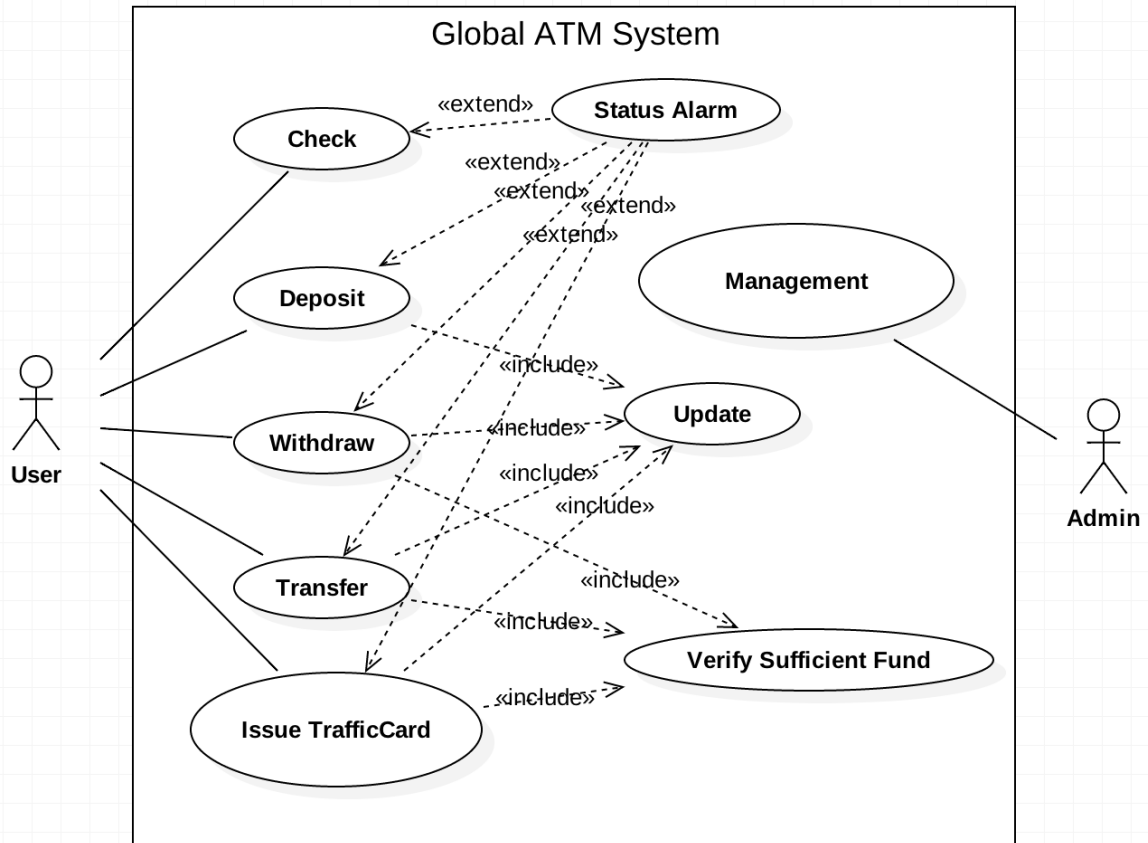 Global ATM System
«extend»
Status Alarm
Check
«extend»
«extend»
«extend»
«extend»
Management
Deposit
«include»
Update
«include»
Withdraw
User
«include»
«include»
Admin
«include»
Transfer
«include»
Verify Sufficient Fund
«include»
Issue TrafficCard